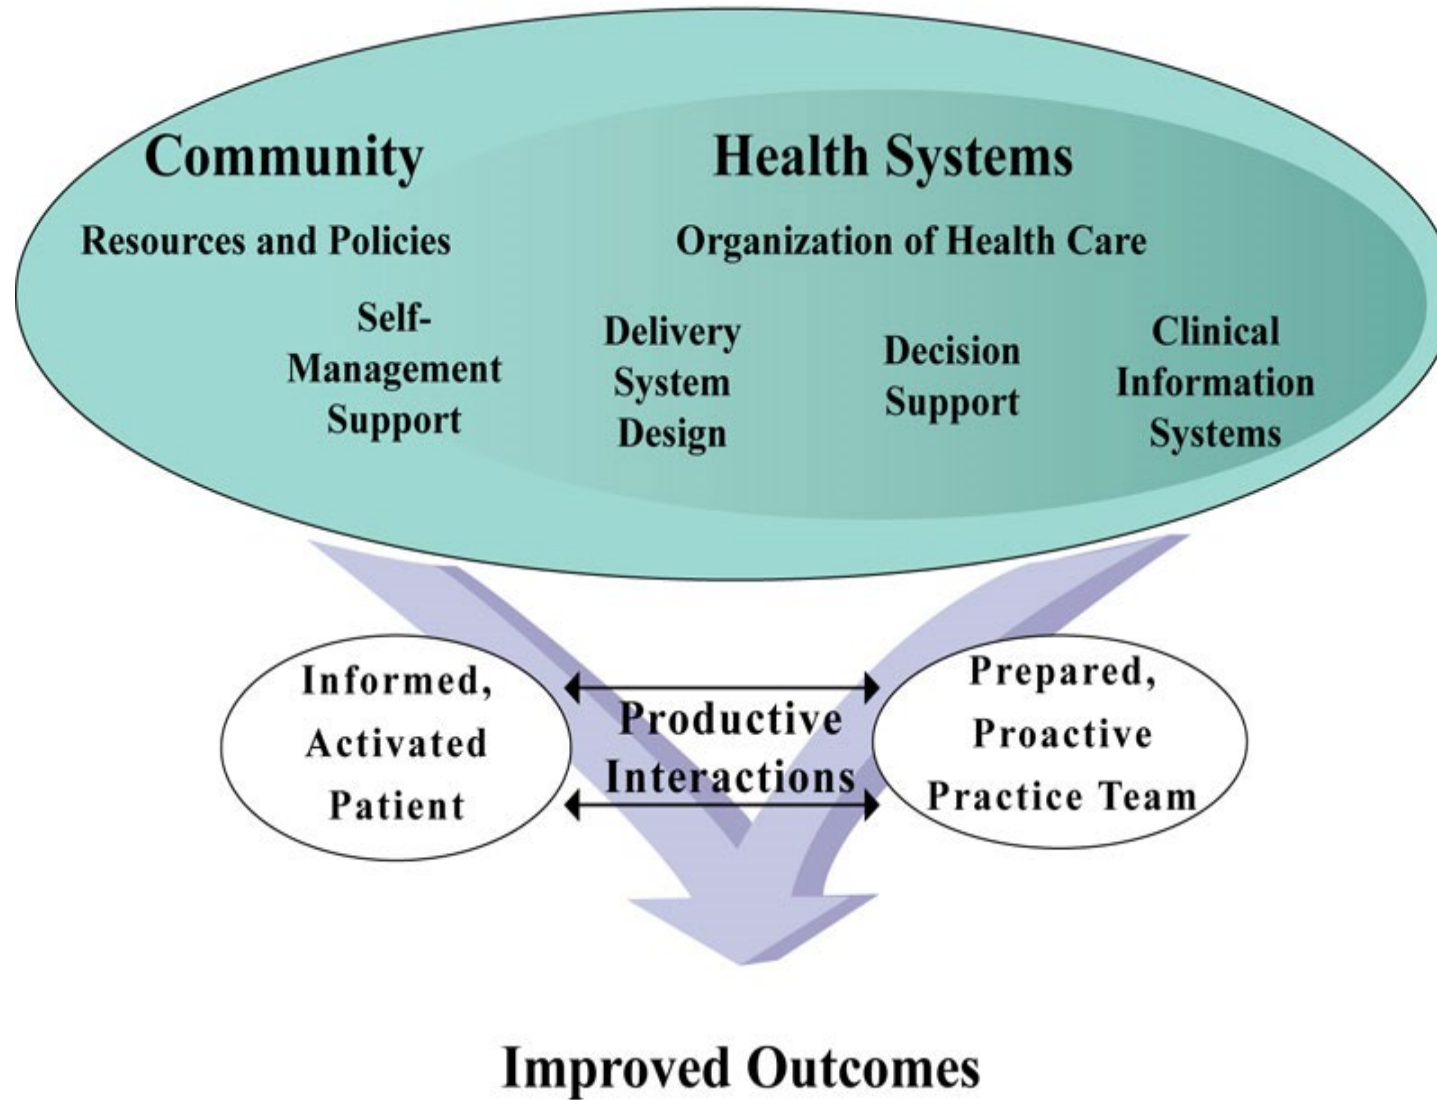 Community
Health Systems
Resources and Policies
Organization of Health Care
Self-
Management
Support
Delivery
System
Design
Decision
Support
Clinical
Information
Systems
Informed,
Activated
Patient
Productive
Interactions
Prepared,
Proactive
Practice Team
Improved Outcomes